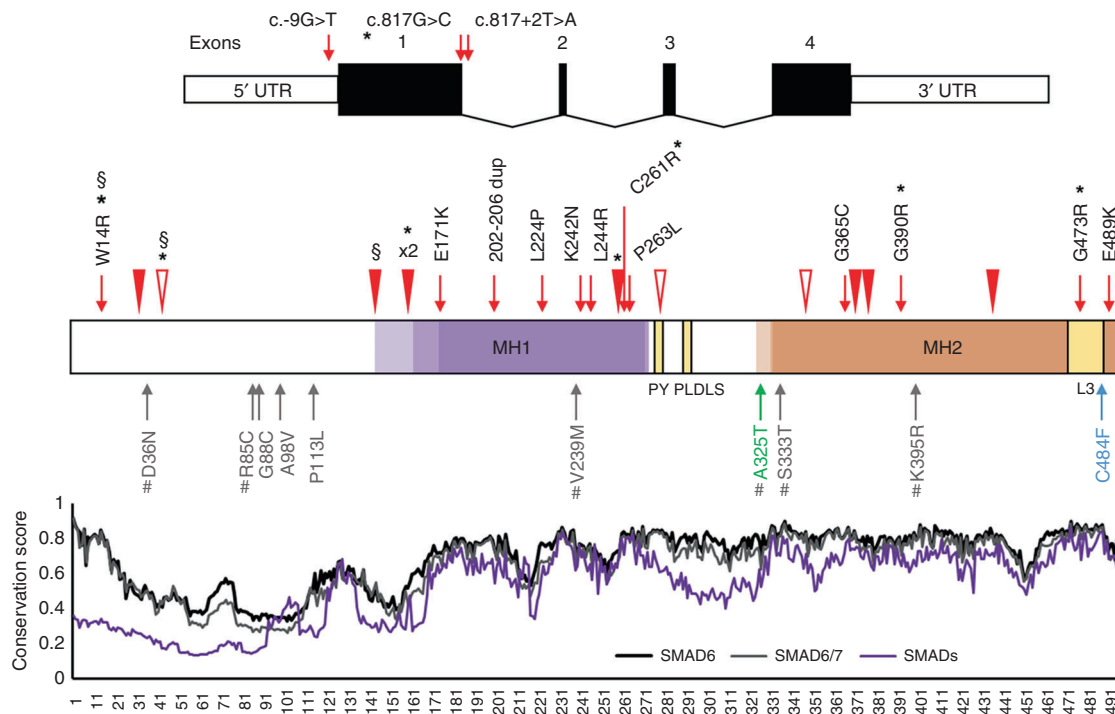 c.-9G>T c.817G>C c.817+2T>A
Exons * 1 2 3 4
5′ UTR 3′ UTR
§ * W14R
§ *
§
* x2
E171K
202-206 dup
L224P
K242N
L244R
*
C261R*
P263L
G365C
G390R *
G473R *
E489K
MH1 MH2
PY PLDLS L3
# D36N
# R85C
G88C
A98V
P113L
# V239M
# A325T
# S333T
# K395R
C484F
Conservation score
1
0.8
0.6
0.4
0.2
0
SMAD6 SMAD6/7 SMADs
1 11 21 31 41 51 61 71 81 91 101 111 121 131 141 151 161 171 181 191 201 211 221 231 241 251 261 271 281 291 301 311 321 331 341 351 361 371 381 391 401 411 421 431 441 451 461 471 481 491